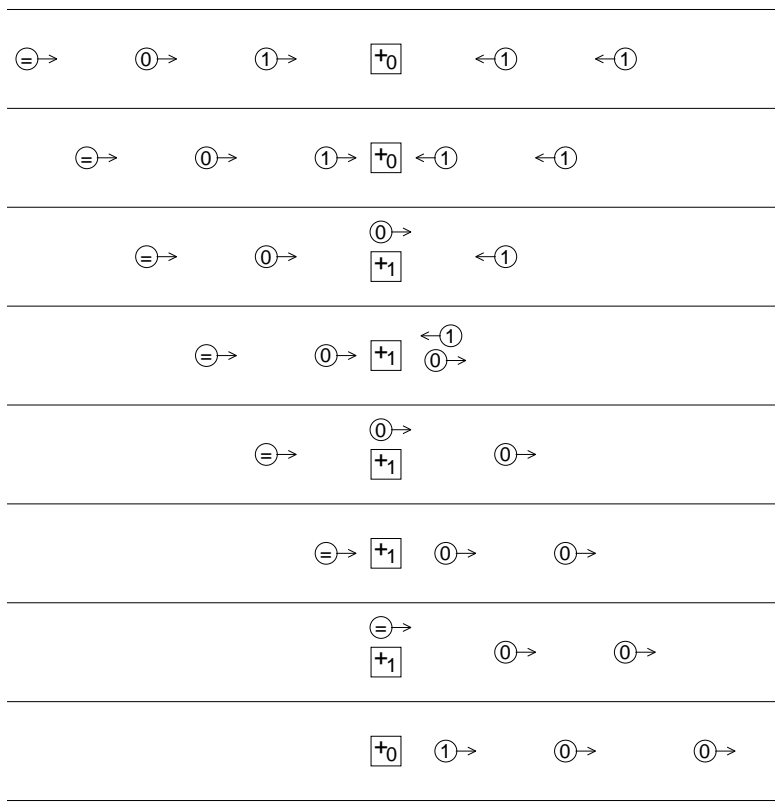 = 0 1 +0 1 1
= 0 1 +0 1 1
0
= 0 +1 1
1
= 0 +1 0
0
= +1 0
= +1 0 0
=
+1 0 0
+0 1 0 0